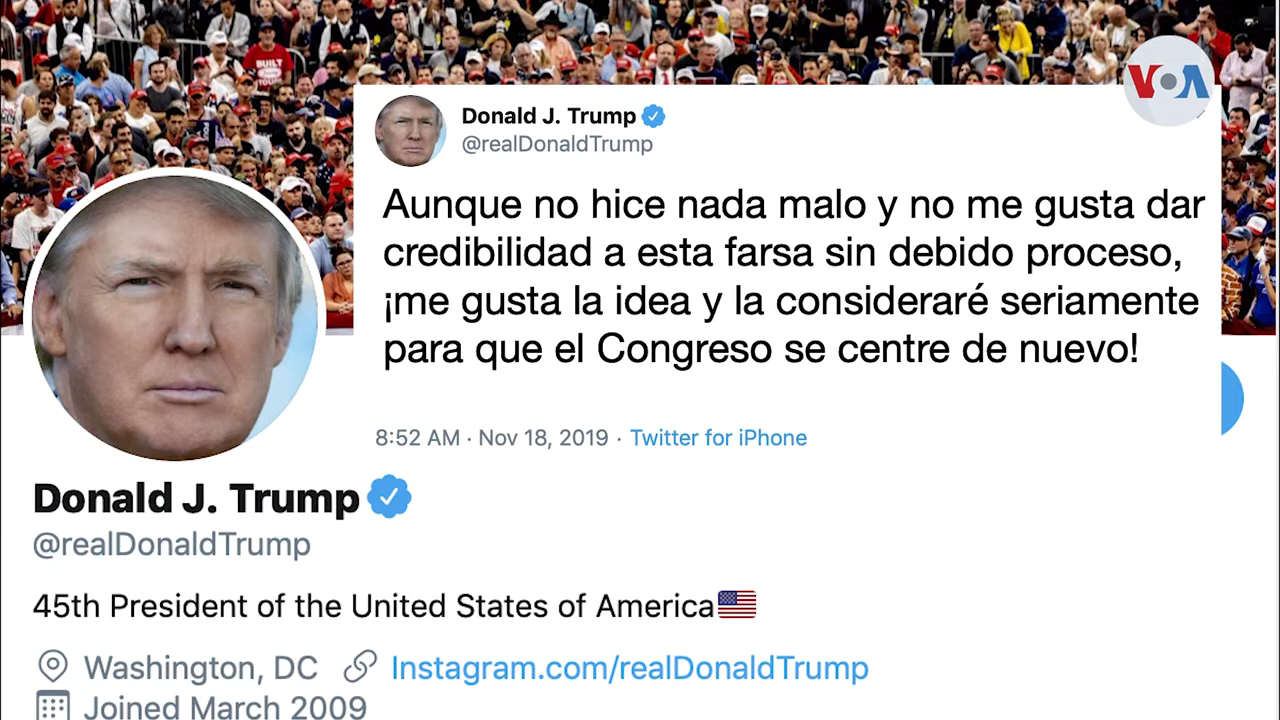 BUILT
VOA
Donald J. Trump
@realDonaldTrump
Aunque no hice nada malo y no me gusta dar
credibilidad a esta farsa sin debido proceso,
¡me gusta la idea y la consideraré seriamente
para que el Congreso se centre de nuevo!
8:52 AM · Nov 18, 2019 · Twitter for iPhone
Donald J. Trump
@realDonaldTrump
45th President of the United States of America
Washington, DC Instagram.com/realDonaldTrump
Joined March 2009